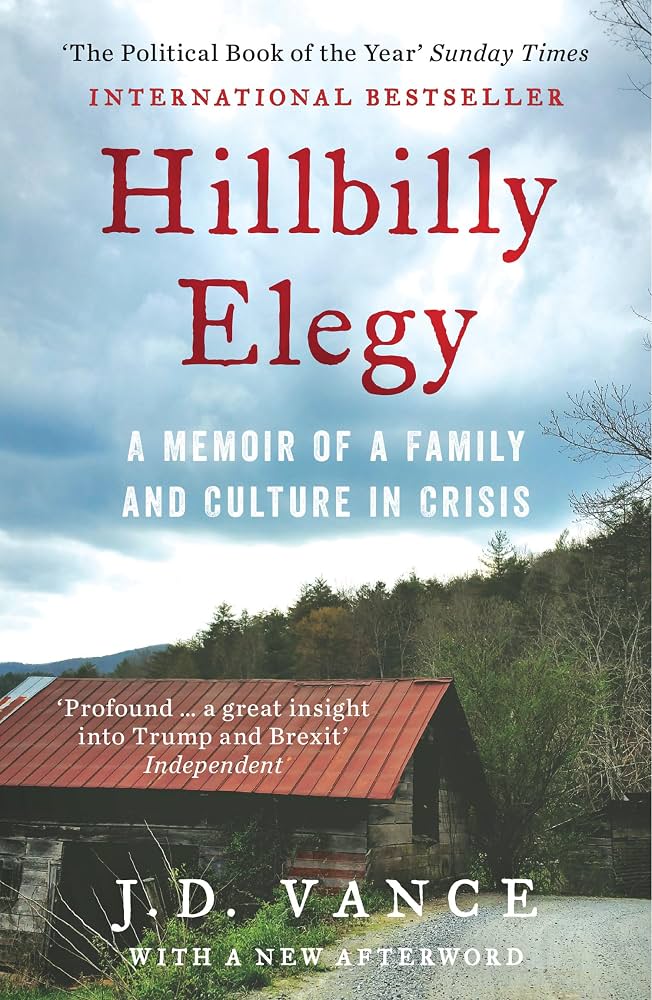 ‘The Political Book of the Year’ Sunday Times
INTERNATIONAL BESTSELLER
Hillbilly
Elegy
A MEMOIR OF A FAMILY
AND CULTURE IN CRISIS
‘Profound ... a great insight
into Trump and Brexit’
Independent
J.D. VANCE
WITH A NEW AFTERWORD